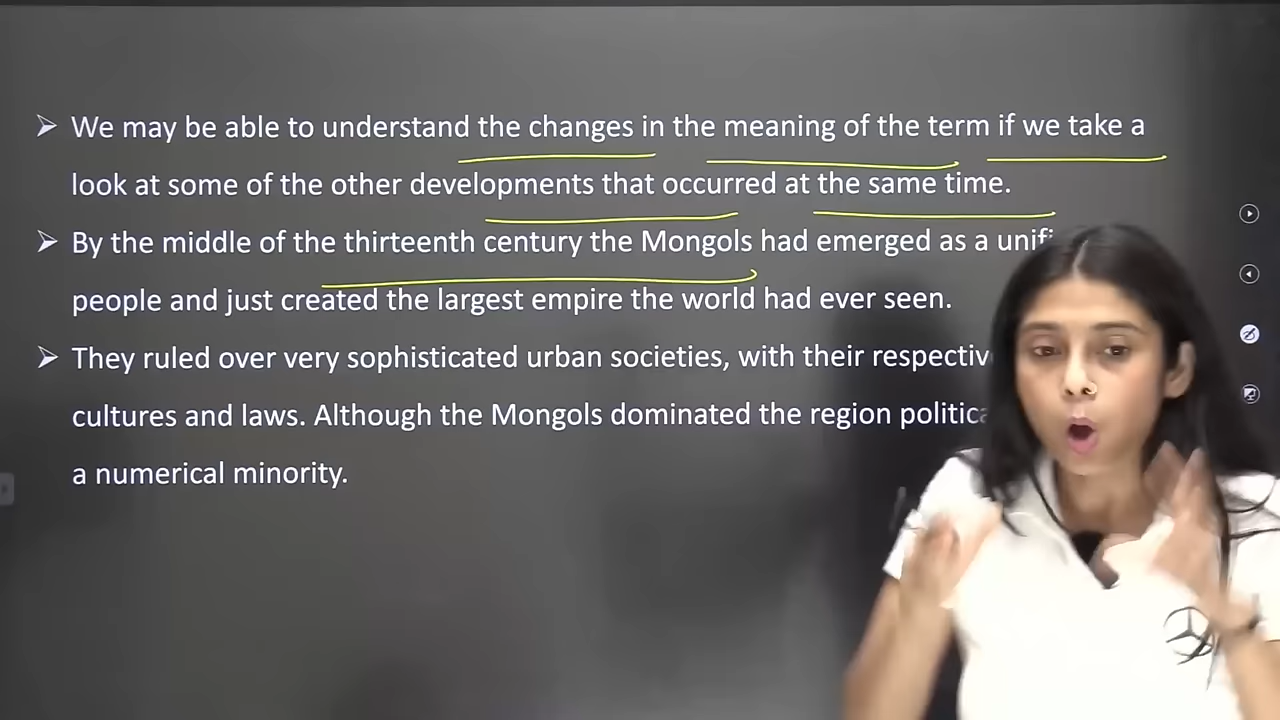 ➢ We may be able to understand the changes in the meaning of the term if we take a
look at some of the other developments that occurred at the same time.
➢ By the middle of the thirteenth century the Mongols had emerged as a
people and just created the largest empire the world had ever seen.
➢ They ruled over very sophisticated urban societies, with their
cultures and laws. Although the Mongols dominated the region
a numerical minority.